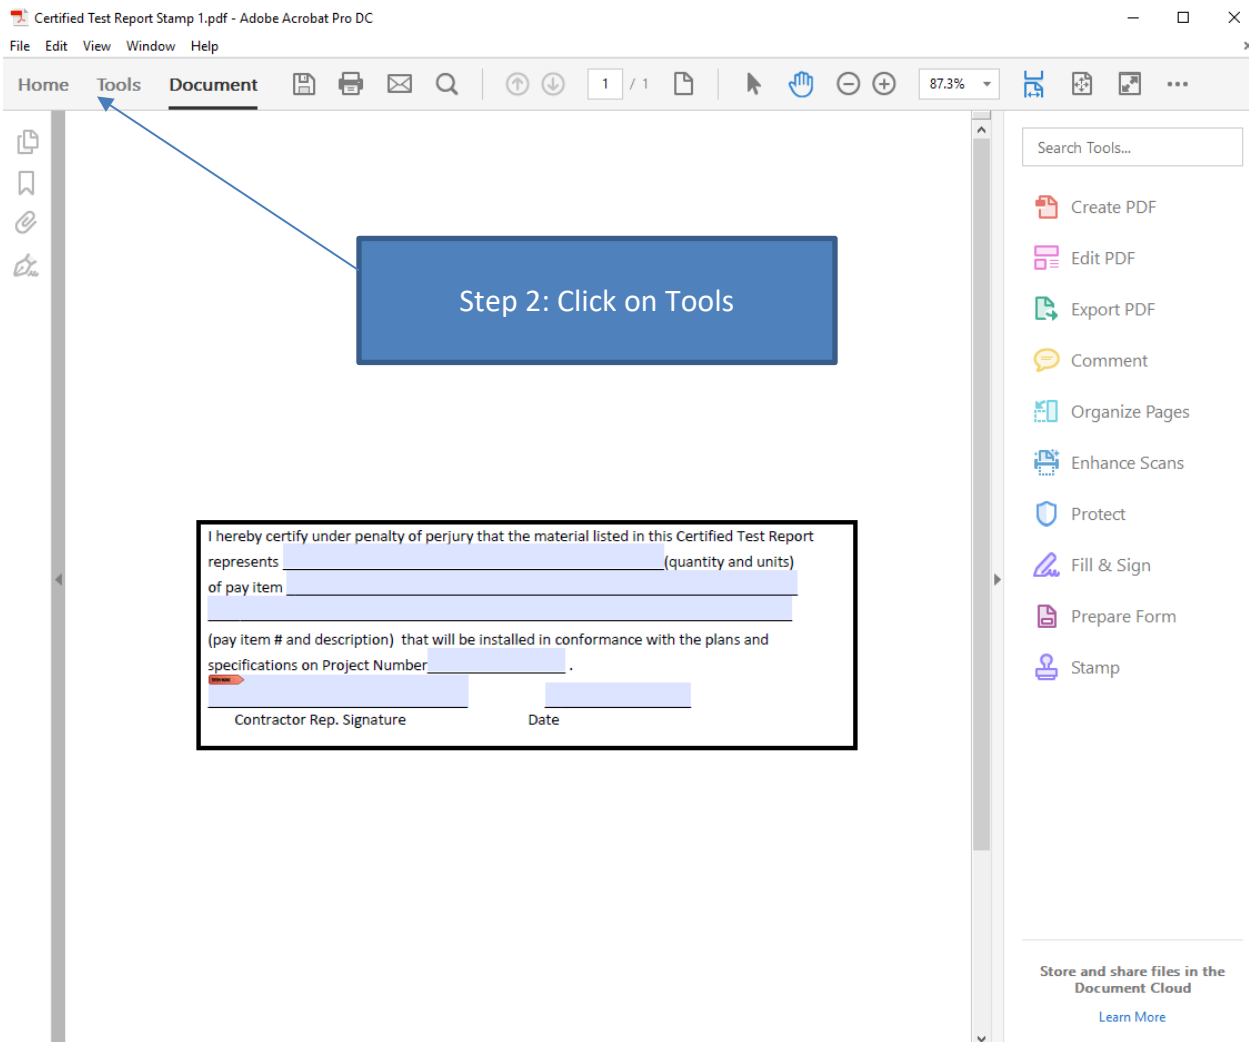 Certified Test Report Stamp 1.pdf - Adobe Acrobat Pro DC
File Edit View Window Help
Home Tools Document 1 / 1 87.3%
Search Tools...
Create PDF
Edit PDF
Export PDF
Comment
Organize Pages
Enhance Scans
Protect
Fill & Sign
Prepare Form
Stamp
Step 2: Click on Tools
I hereby certify under penalty of perjury that the material listed in this Certified Test Report
represents (quantity and units)
of pay item
(pay item # and description) that will be installed in conformance with the plans and
specifications on Project Number .
Contractor Rep. Signature Date
Store and share files in the
Document Cloud
Learn More